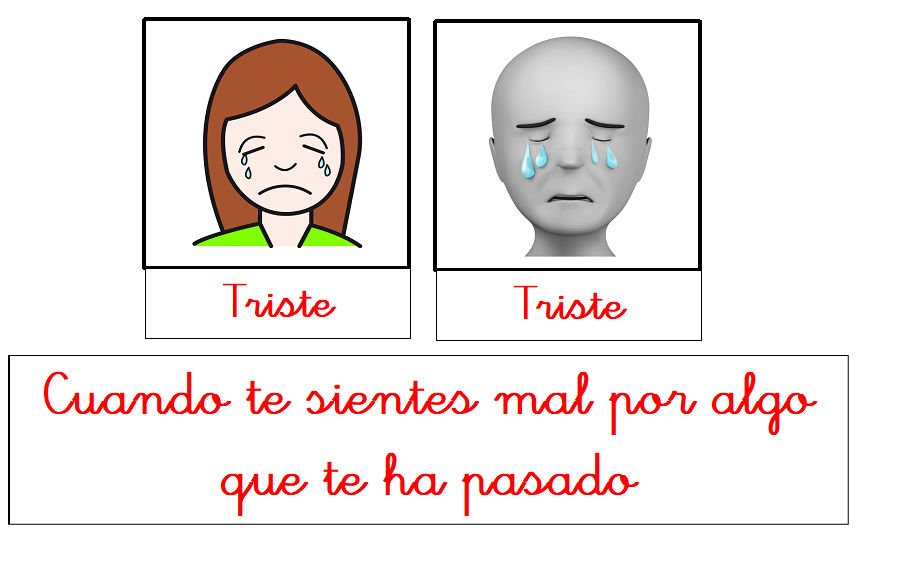 Triste
Triste
Cuando te sientes mal por algo
que te ha pasado